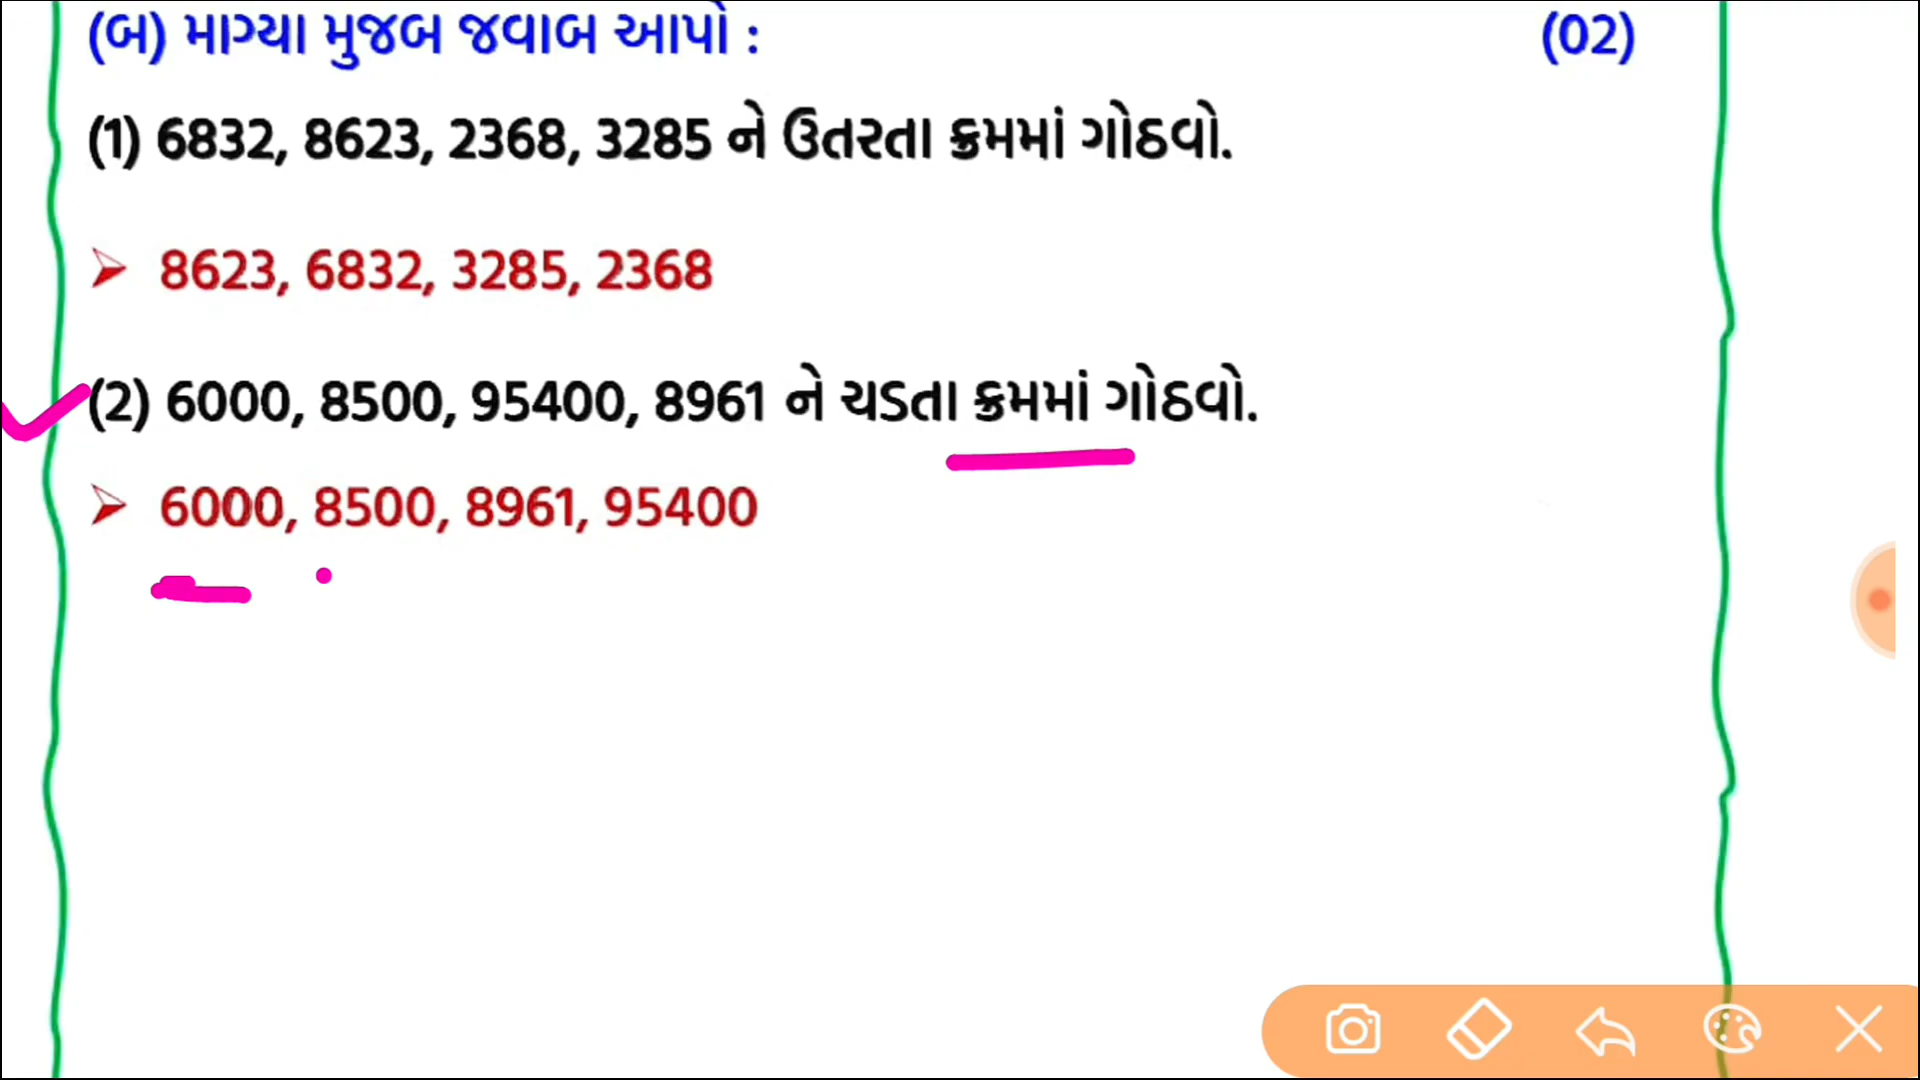 (બ) માગ્યા મુજબ જવાબ આપો : (02)
(1) 6832, 8623, 2368, 3285 ને ઉતરતા ક્રમમાં ગોઠવો.
➢ 8623, 6832, 3285, 2368
(2) 6000, 8500, 95400, 8961 ને ચડતા ક્રમમાં ગોઠવો.
➢ 6000, 8500, 8961, 95400